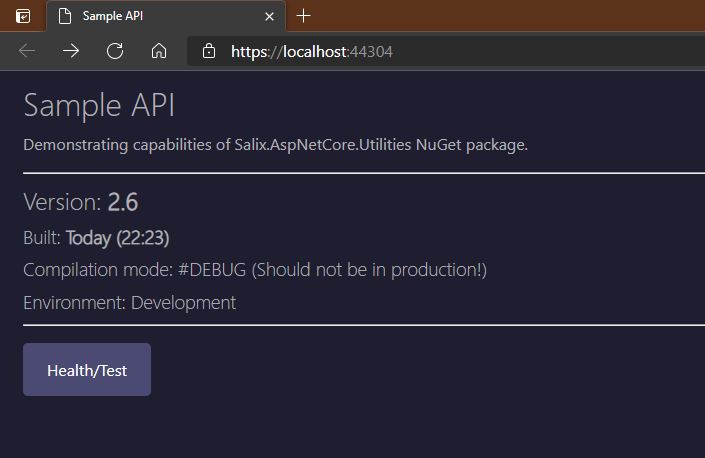 Sample API
https://localhost:44304
Sample API
Demonstrating capabilities of Salix.AspNetCore.Utilities NuGet package.
Version: 2.6
Built: Today (22:23)
Compilation mode: #DEBUG (Should not be in production!)
Environment: Development
Health/Test